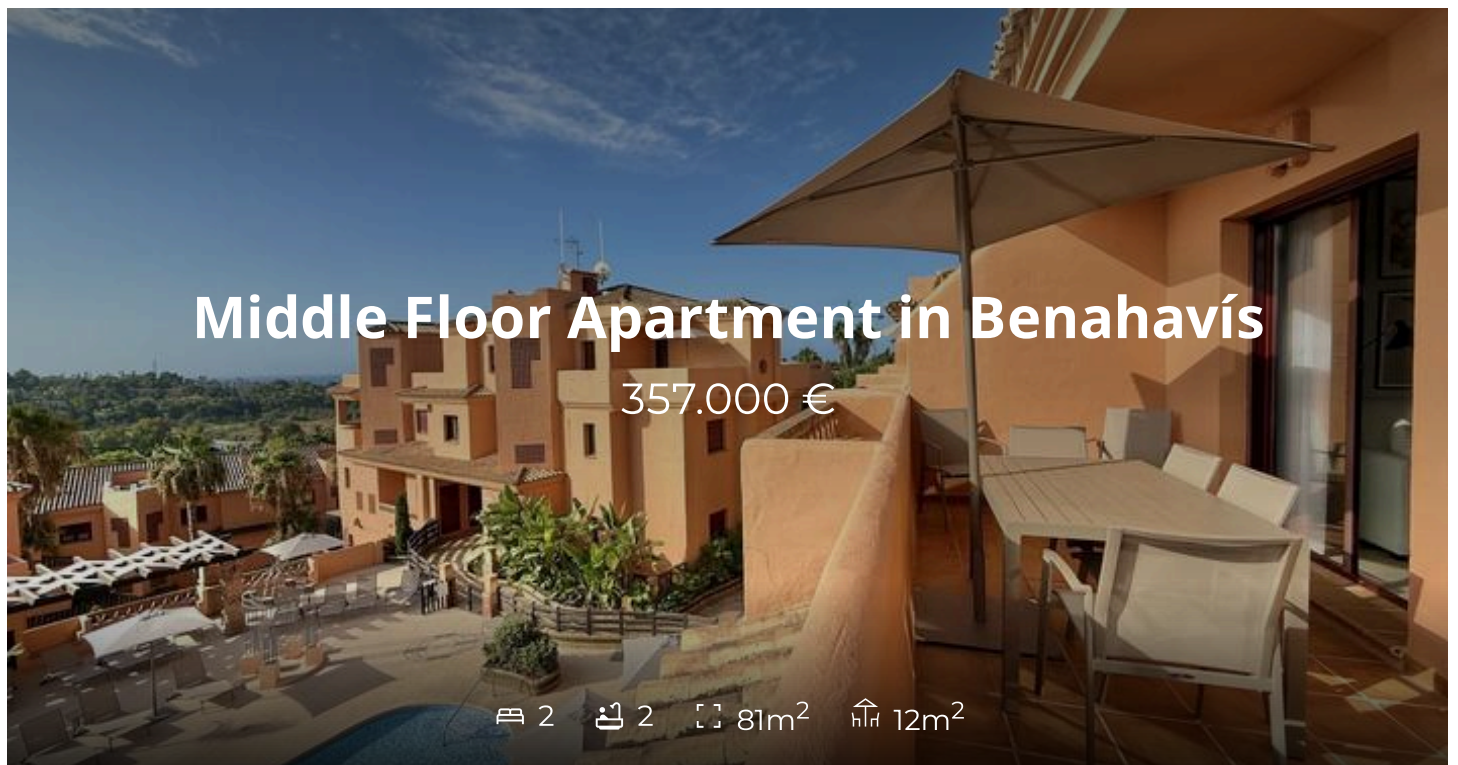 Middle Floor Apartment in Benahavís
357.000 €
2 2 81m² 12m²